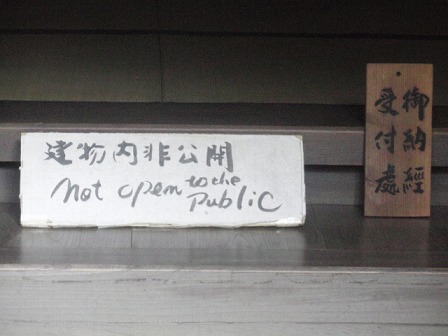 建物内非公開
not open to the
Public
御納經
受付處